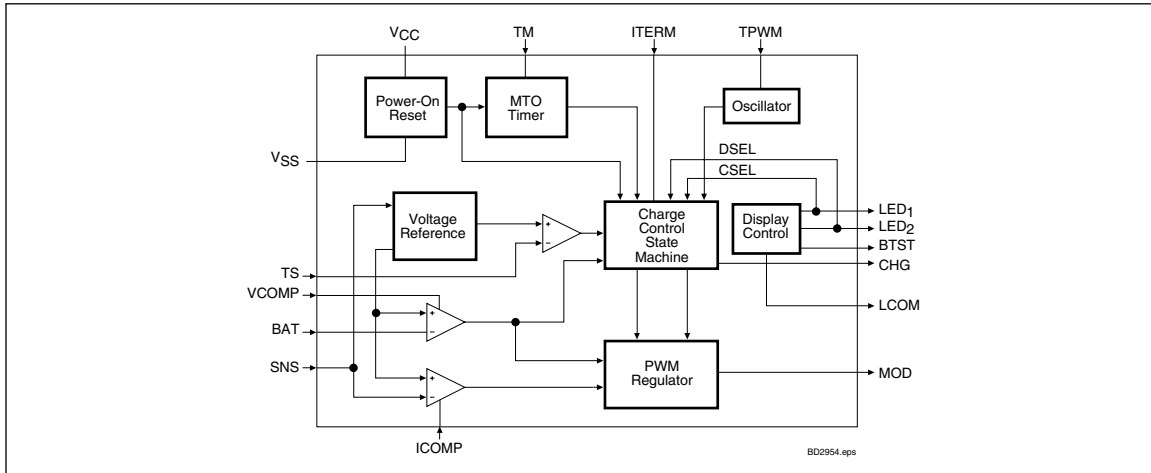 VCC
TM
ITERM
TPWM
Power-On
Reset
MTO
Timer
Oscillator
VSS
DSEL
CSEL
Voltage
Reference
+
−
Charge
Control
State
Machine
Display
Control
LED1
LED2
BTST
CHG
TS
VCOMP
BAT
SNS
+
−
LCOM
+
−
PWM
Regulator
MOD
ICOMP
BD2954.eps